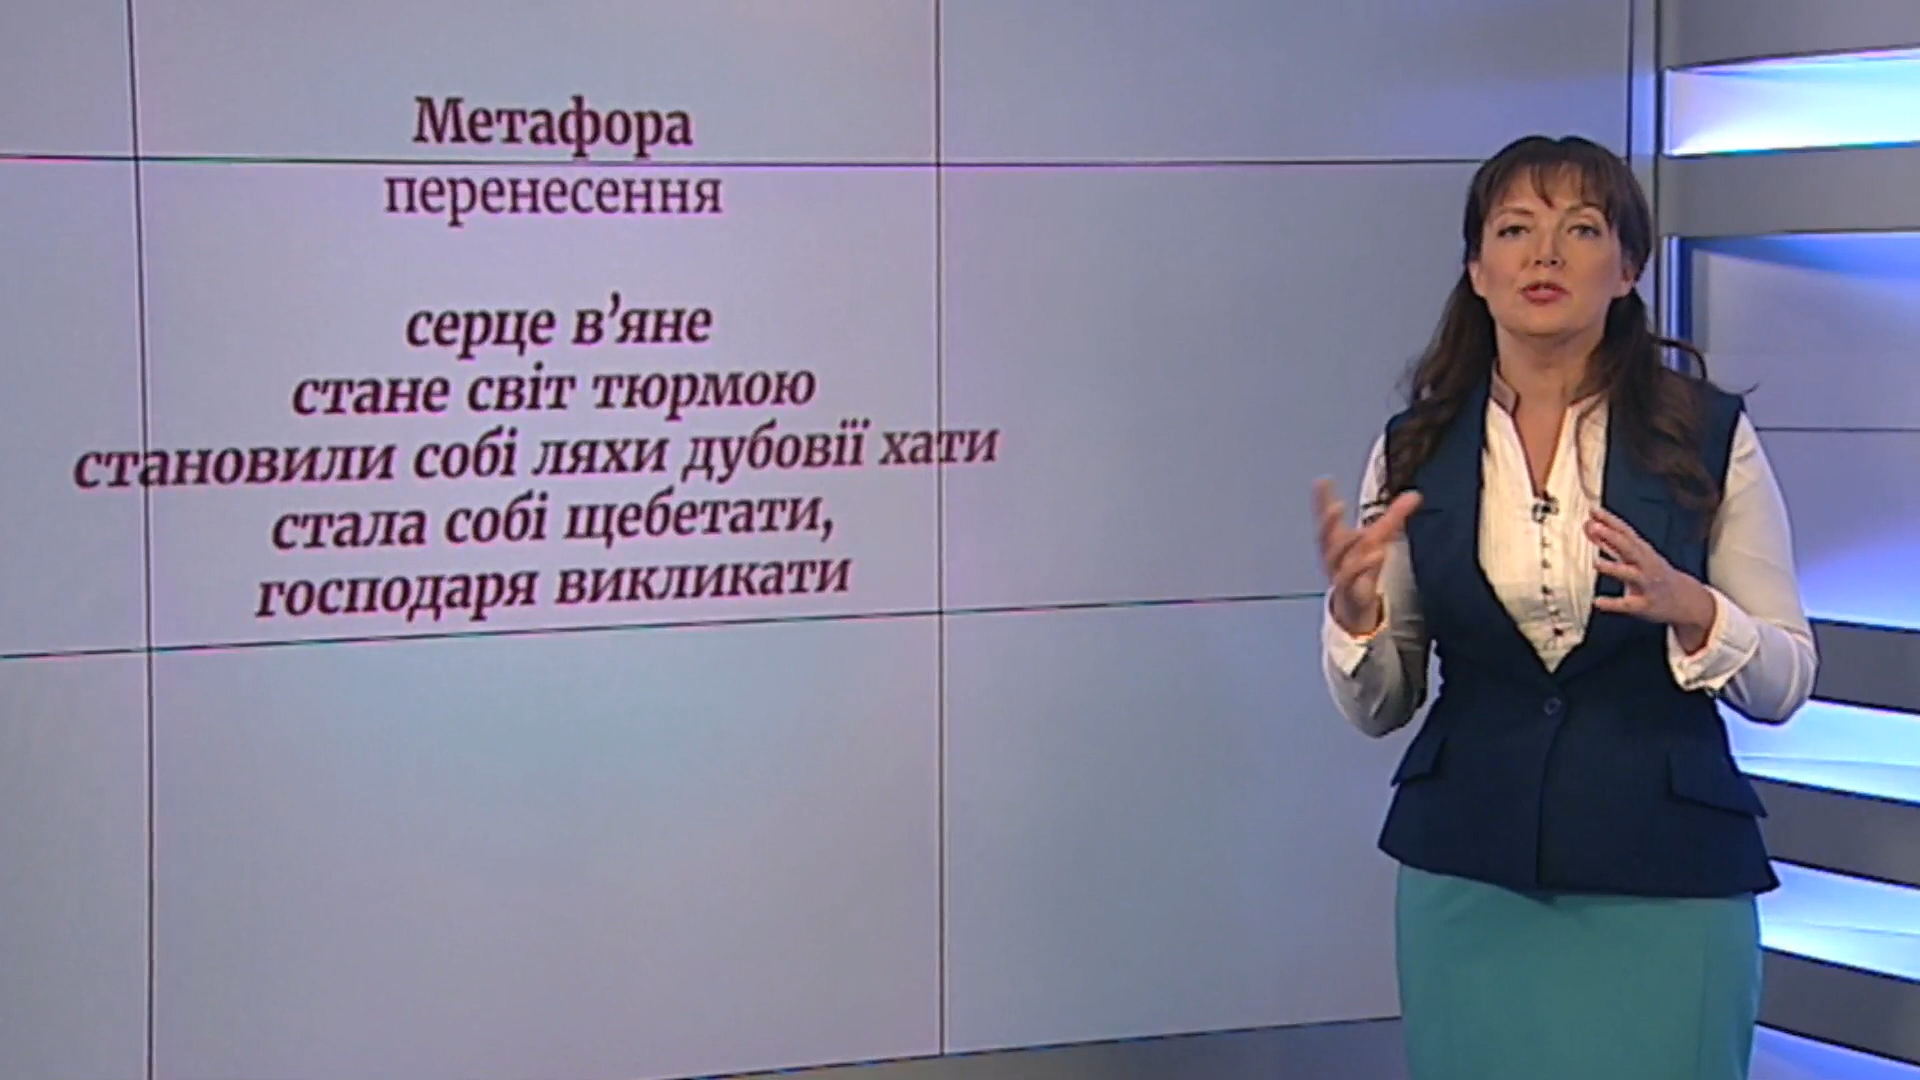 Метафора
перенесення
серце в’яне
стане світ тюрмою
становили собі ляхи дубовії хати
стала собі щебетати,
господаря викликати